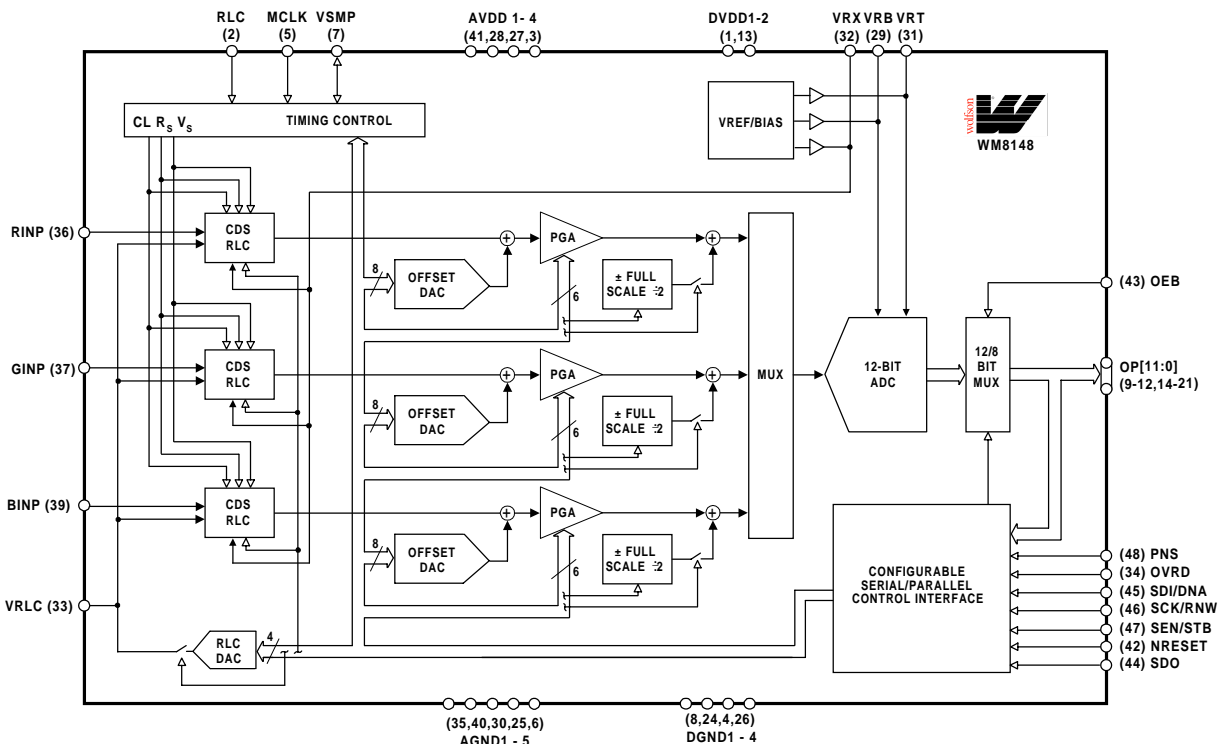 RLC MCLK VSMP AVDD 1- 4 DVDD1-2 VRX VRB VRT
(2) (5) (7) (41,28,27,3) (1,13) (32) (29) (31)
CL RS VS TIMING CONTROL
VREF/BIAS
wolfson
WM8148
RINP (36)
CDS
RLC
8
OFFSET
DAC
+
PGA
6
± FULL
SCALE ÷2
+
GINP (37)
CDS
RLC
8
OFFSET
DAC
+
PGA
6
± FULL
SCALE ÷2
+
BINP (39)
CDS
RLC
8
OFFSET
DAC
+
PGA
6
± FULL
SCALE ÷2
+
MUX
12-BIT
ADC
12/8
BIT
MUX
(43) OEB
OP[11:0]
(9-12,14-21)
CONFIGURABLE
SERIAL/PARALLEL
CONTROL INTERFACE
(48) PNS
(34) OVRD
(45) SDI/DNA
(46) SCK/RNW
(47) SEN/STB
(42) NRESET
(44) SDO
VRLC (33)
RLC
DAC
4
(35,40,30,25,6) (8,24,4,26)
AGND1 - 5 DGND1 - 4